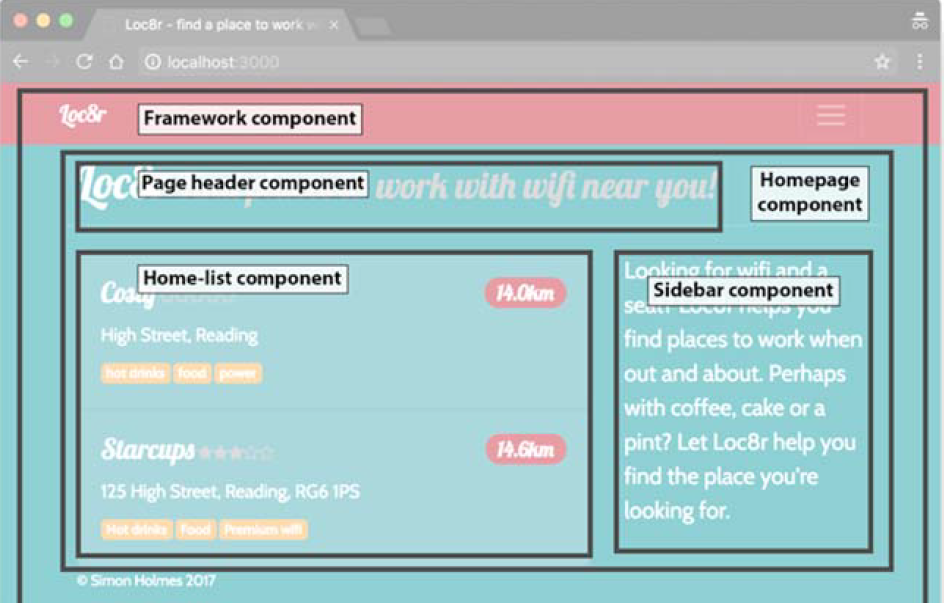 Loc8r - find a place to work w
localhost:3000
Loc8r
Framework component
Loc8
Page header component
work with wifi near you!
Homepage
component
Home-list component
Costy
14.0km
High Street, Reading
hot drinks food power
Starcups
14.6km
125 High Street, Reading, RG6 1PS
Hot drinks Food Premium wifi
Looking for wifi and a
Sidebar component
seat? Loc8r helps you
find places to work when
out and about. Perhaps
with coffee, cake or a
pint? Let Loc8r help you
find the place you're
looking for.
© Simon Holmes 2017